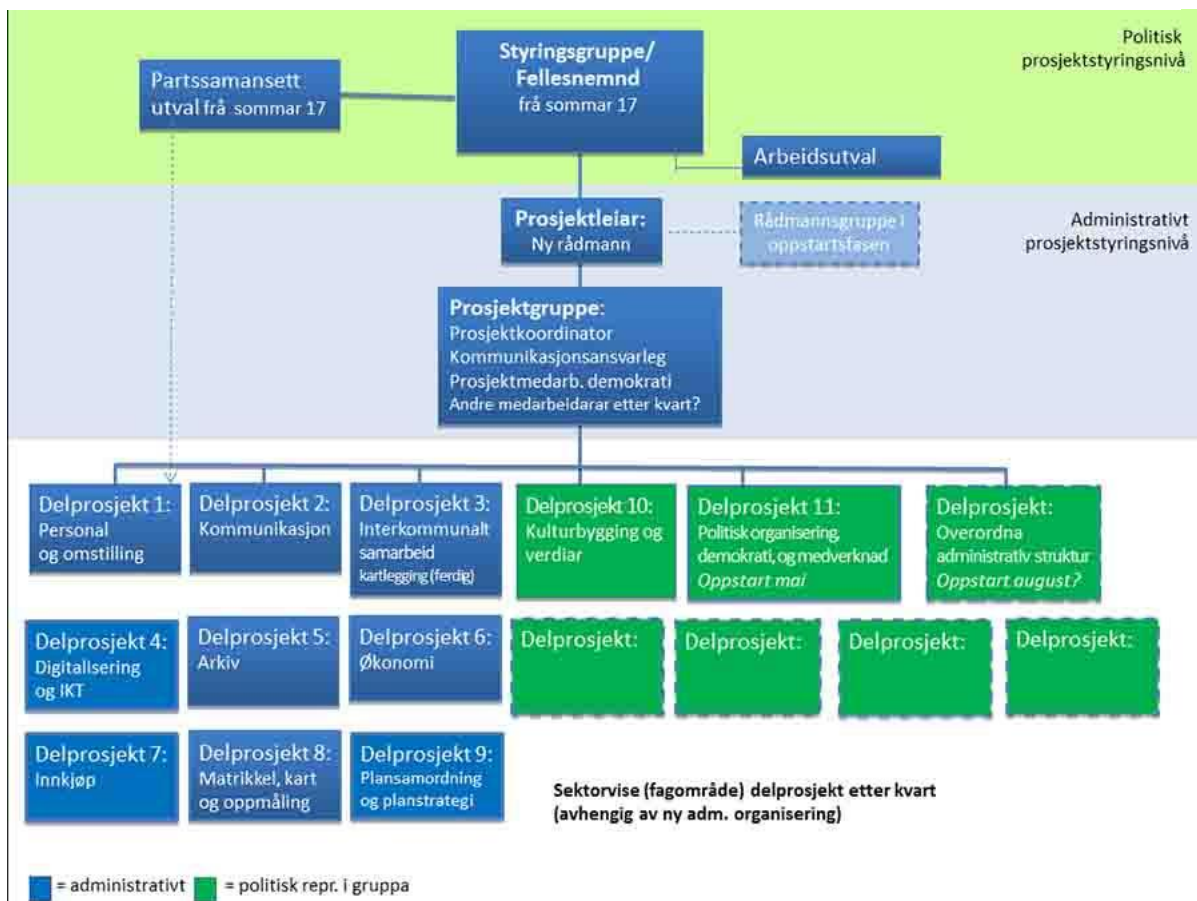 Politisk
prosjektstyringsnivå
Styringsgruppe/
Fellesnemnd
frå sommar 17
Partssamansett
utval frå sommar 17
Arbeidsutval
Administrativt
prosjektstyringsnivå
Prosjektleiar:
Ny rådmann
Rådmannsgruppe i
oppstartsfasen
Prosjektgruppe:
Prosjektkoordinator
Kommunikasjonsansvarleg
Prosjektmedarb. demokrati
Andre medarbeidarar etter kvart?
Delprosjekt 1:
Personal
og omstilling
Delprosjekt 2:
Kommunikasjon
Delprosjekt 3:
Interkommunalt
samarbeid
kartlegging (ferdig)
Delprosjekt 10:
Kulturbygging og
verdiar
Delprosjekt 11:
Politisk organisering,
demokrati, og medverknad
Oppstart mai
Delprosjekt:
Overordna
administrativ struktur
Oppstart august?
Delprosjekt 4:
Digitalisering
og IKT
Delprosjekt 5:
Arkiv
Delprosjekt 6:
Økonomi
Delprosjekt:
Delprosjekt:
Delprosjekt:
Delprosjekt:
Delprosjekt 7:
Innkjøp
Delprosjekt 8:
Matrikkel, kart
og oppmåling
Delprosjekt 9:
Plansamordning
og planstrategi
Sektorvise (fagområde) delprosjekt etter kvart
(avhengig av ny adm. organisering)
= administrativt
= politisk repr. i gruppa